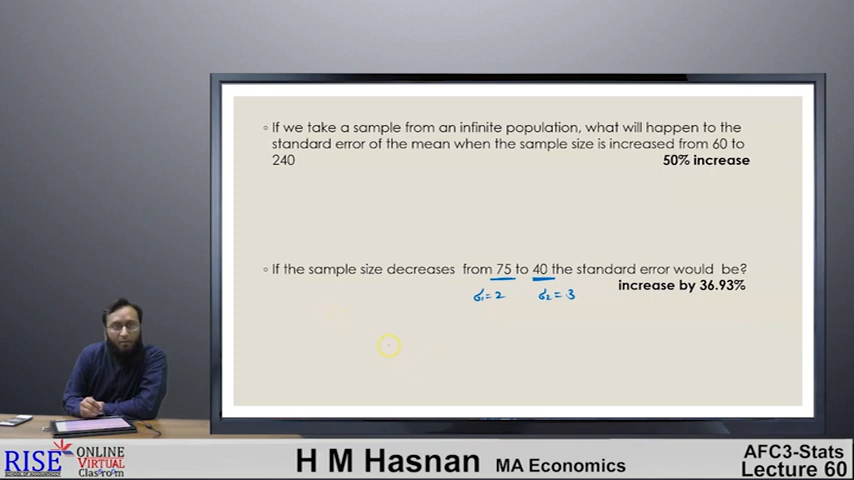 If we take a sample from an infinite population, what will happen to the
standard error of the mean when the sample size is increased from 60 to
240 50% increase
If the sample size decreases from 75 to 40 the standard error would be?
increase by 36.93%
σ₁=2 σ₂=3
RISE
SCHOOL OF ACCOUNTANCY
ONLINE
VIRTUAL
Classroom
H M Hasnan MA Economics
AFC3-Stats
Lecture 60